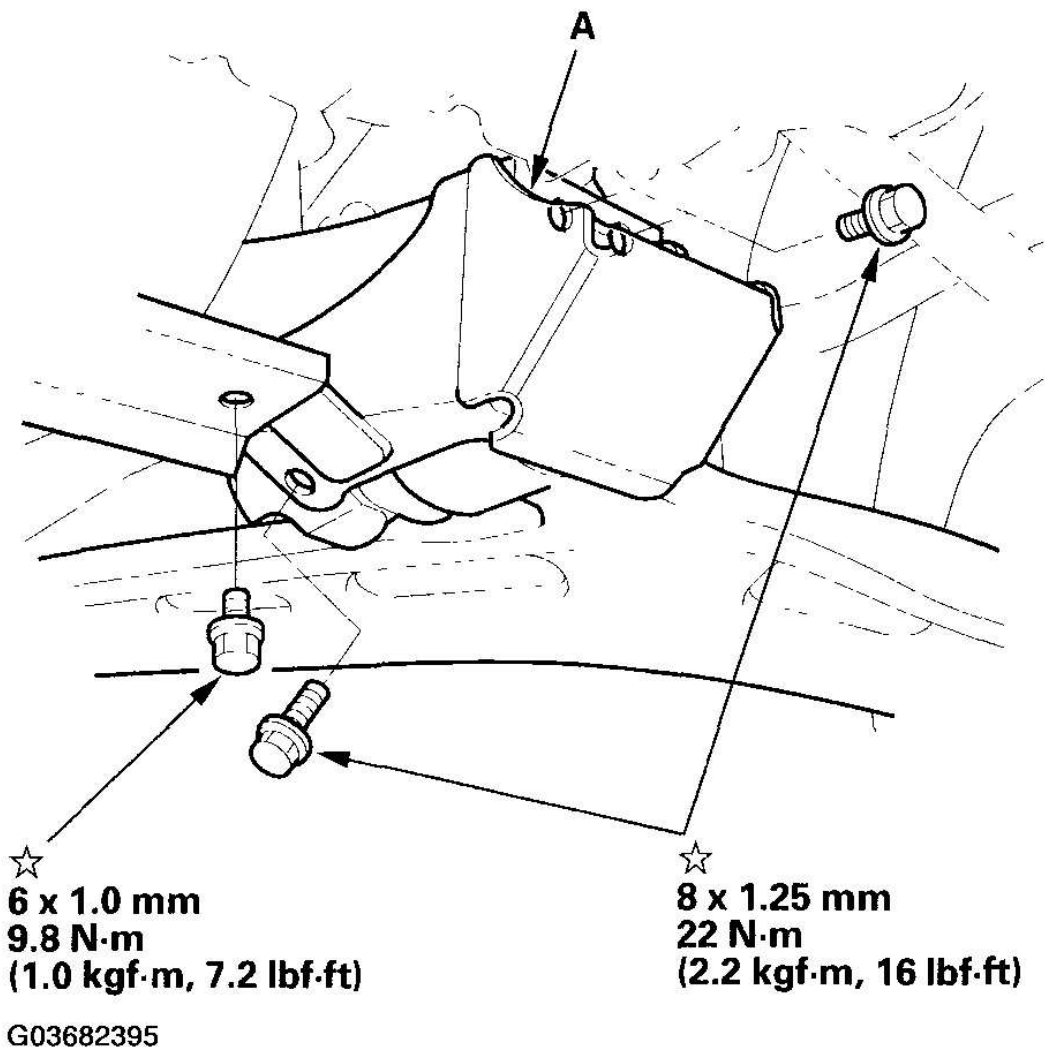 A
☆
6 x 1.0 mm
9.8 N·m
(1.0 kgf·m, 7.2 lbf·ft)
☆
8 x 1.25 mm
22 N·m
(2.2 kgf·m, 16 lbf·ft)
G03682395